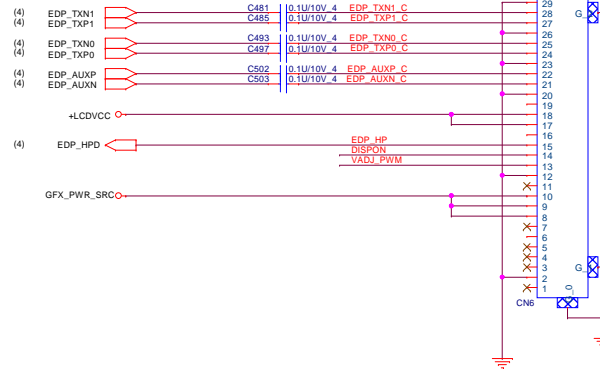 29
(4) EDP_TXN1 C481 0.1U/10V_4 EDP_TXN1_C 28 G_
(4) EDP_TXP1 C485 0.1U/10V_4 EDP_TXP1_C 27
26
(4) EDP_TXN0 C493 0.1U/10V_4 EDP_TXN0_C 25
(4) EDP_TXP0 C497 0.1U/10V_4 EDP_TXP0_C 24
23
(4) EDP_AUXP C502 0.1U/10V_4 EDP_AUXP_C 22
(4) EDP_AUXN C503 0.1U/10V_4 EDP_AUXN_C 21
20
19
+LCDVCC 18
17
16
(4) EDP_HPD EDP_HP 15
DISPON 14
VADJ_PWM 13
12
11
GFX_PWR_SRC 10
9
8
7
6
5
4
3 G_
2
1
CN6 _0